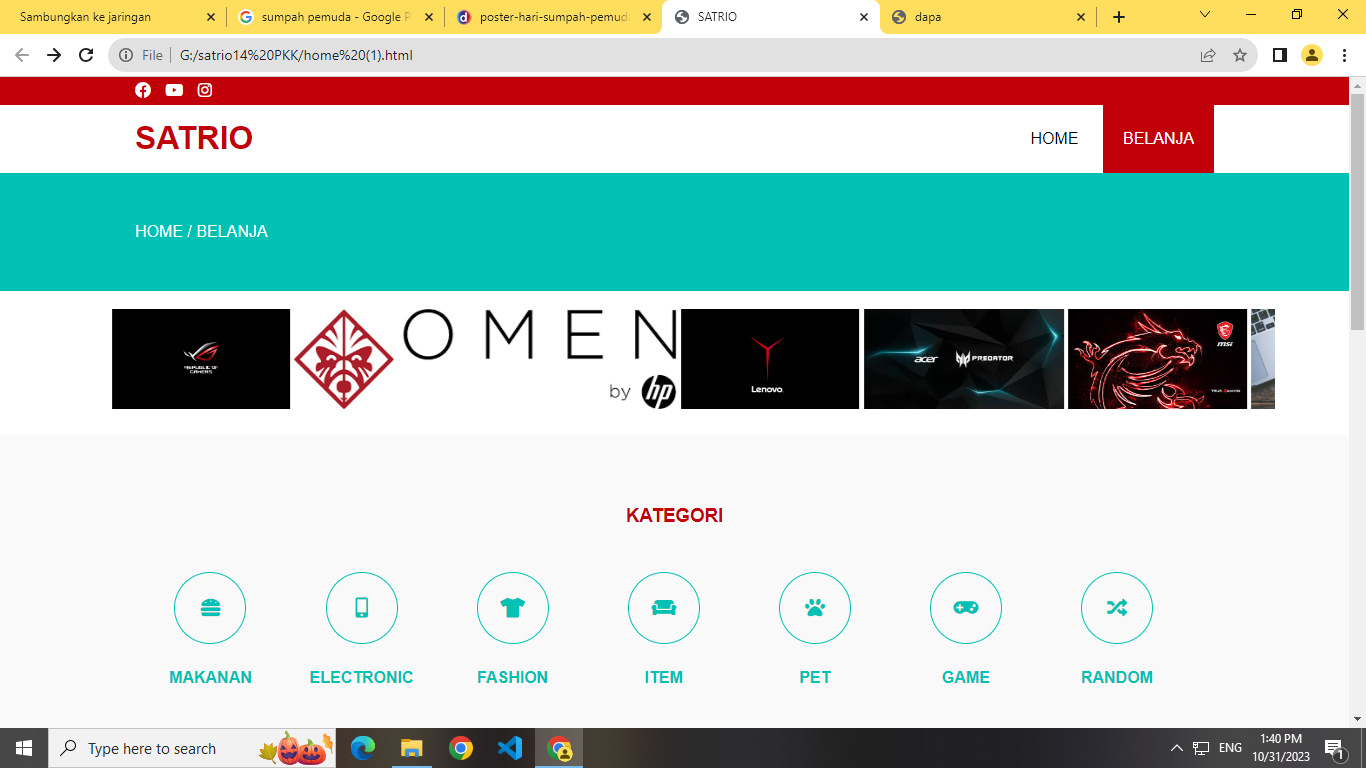 Sambungkan ke jaringan
sumpah pemuda - Google P
poster-hari-sumpah-pemud
SATRIO
dapa
File
G:/satrio14%20PKK/home%20(1).html
SATRIO
HOME
BELANJA
HOME / BELANJA
REPUBLIC OF
GAMERS
OMEN
by hp
Lenovo
acer
PREDATOR
msi
KATEGORI
MAKANAN
ELECTRONIC
FASHION
ITEM
PET
GAME
RANDOM
Type here to search
ENG
1:40 PM
10/31/2023
1